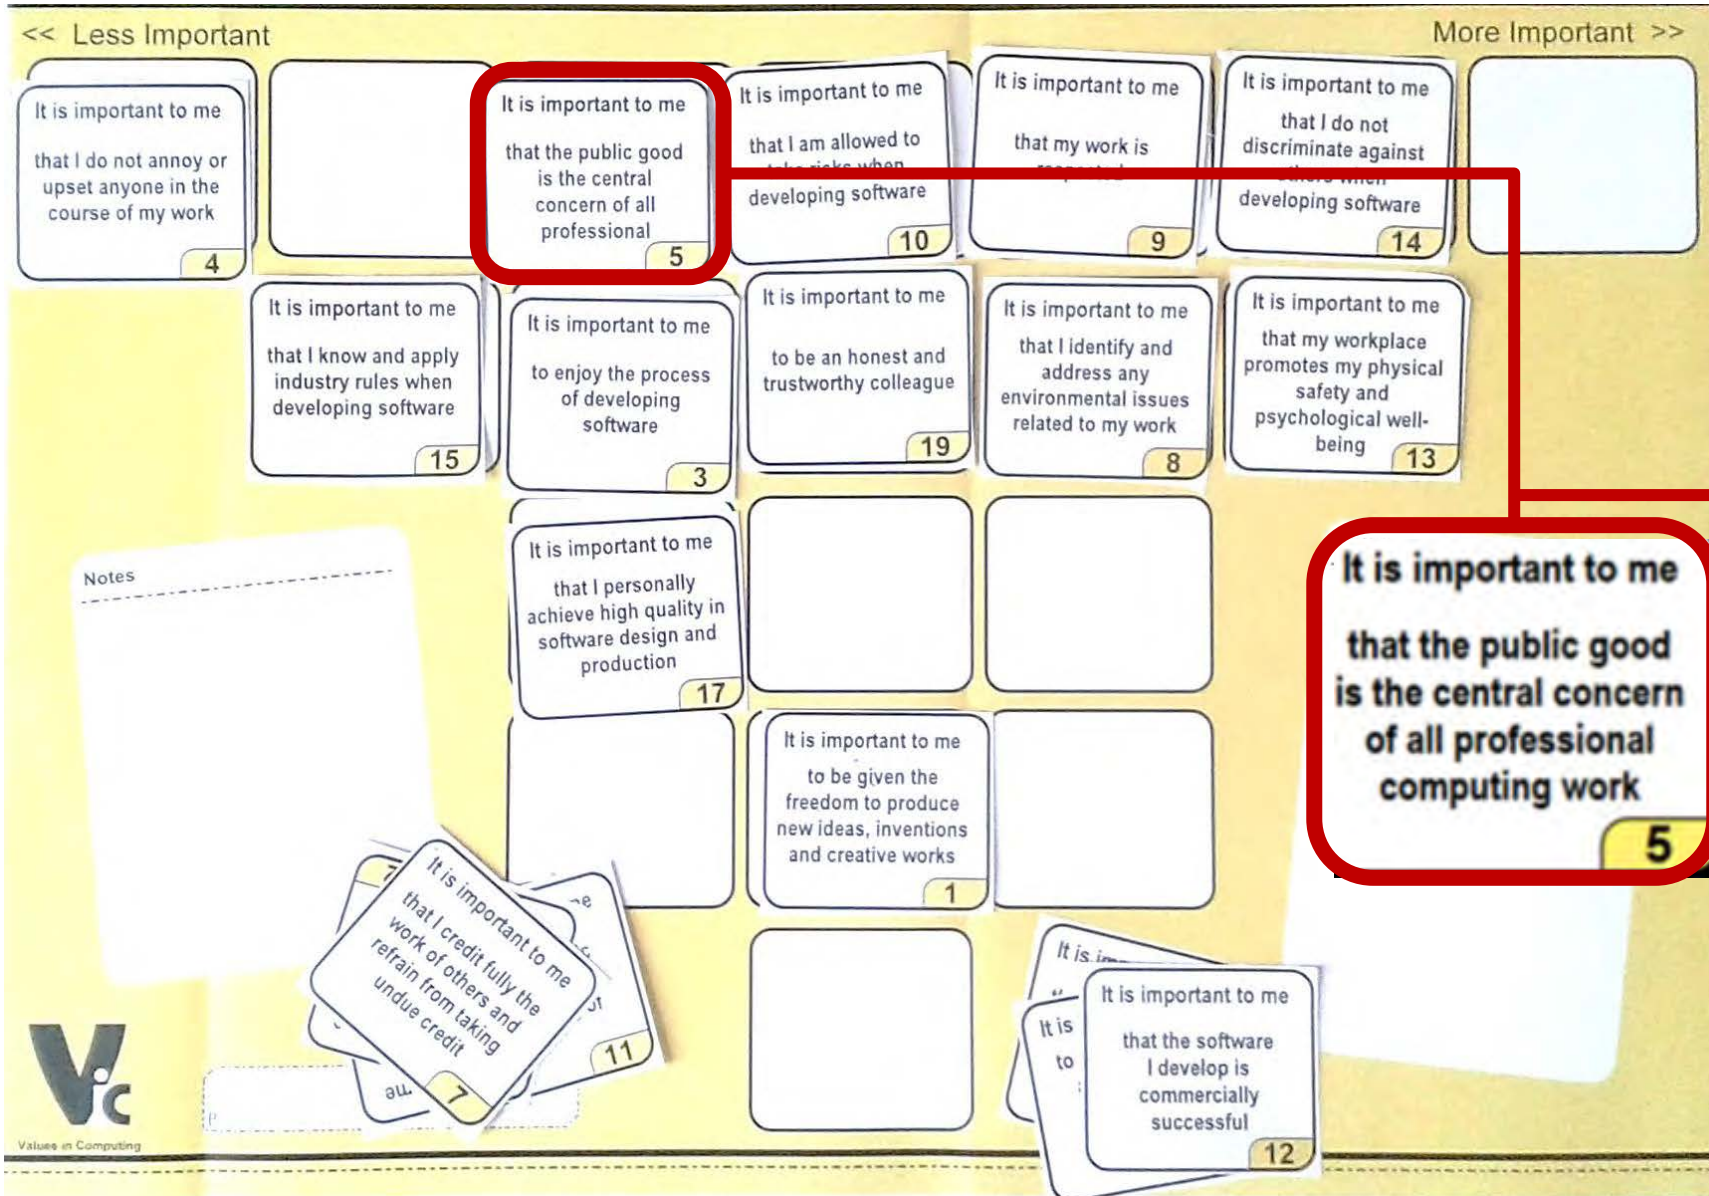 << Less Important
More Important >>
It is important to me
that I do not annoy or
upset anyone in the
course of my work
4
It is important to me
that the public good
is the central
concern of all
professional
5
It is important to me
that I am allowed to
take risks when
developing software
10
It is important to me
that my work is
respected
9
It is important to me
that I do not
discriminate against
others when
developing software
14
It is important to me
that I know and apply
industry rules when
developing software
15
It is important to me
to enjoy the process
of developing
software
3
It is important to me
to be an honest and
trustworthy colleague
19
It is important to me
that I identify and
address any
environmental issues
related to my work
8
It is important to me
that my workplace
promotes my physical
safety and
psychological well-
being
13
Notes
It is important to me
that I personally
achieve high quality in
software design and
production
17
It is important to me
that the public good
is the central concern
of all professional
computing work
5
It is important to me
to be given the
freedom to produce
new ideas, inventions
and creative works
1
It is important to me
that I credit fully the
work of others and
refrain from taking
undue credit
7
11
It is
It is
to
It is important to me
that the software
I develop is
commercially
successful
12
Vic
Values in Computing